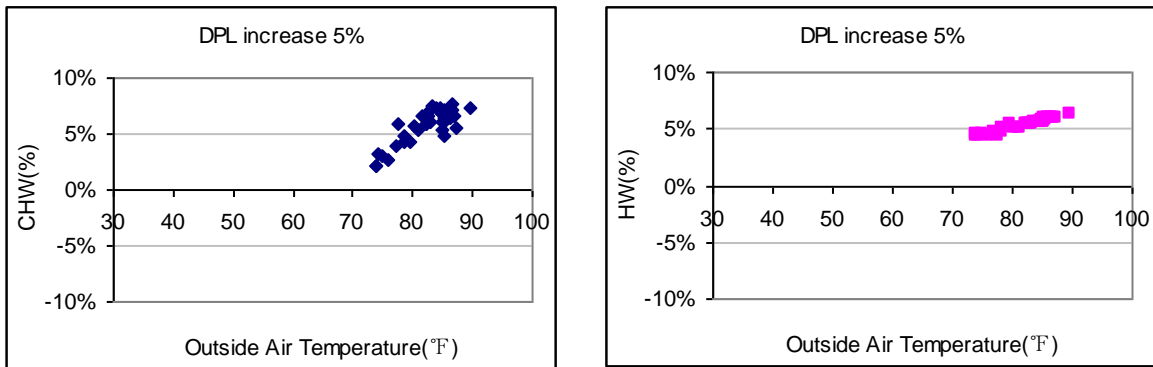 DPL increase 5%
10%
5%
0%
-5%
-10%
CHW(%)
30 40 50 60 70 80 90 100
Outside Air Temperature(℉)
DPL increase 5%
10%
5%
0%
-5%
-10%
HW(%)
30 40 50 60 70 80 90 100
Outside Air Temperature(℉)